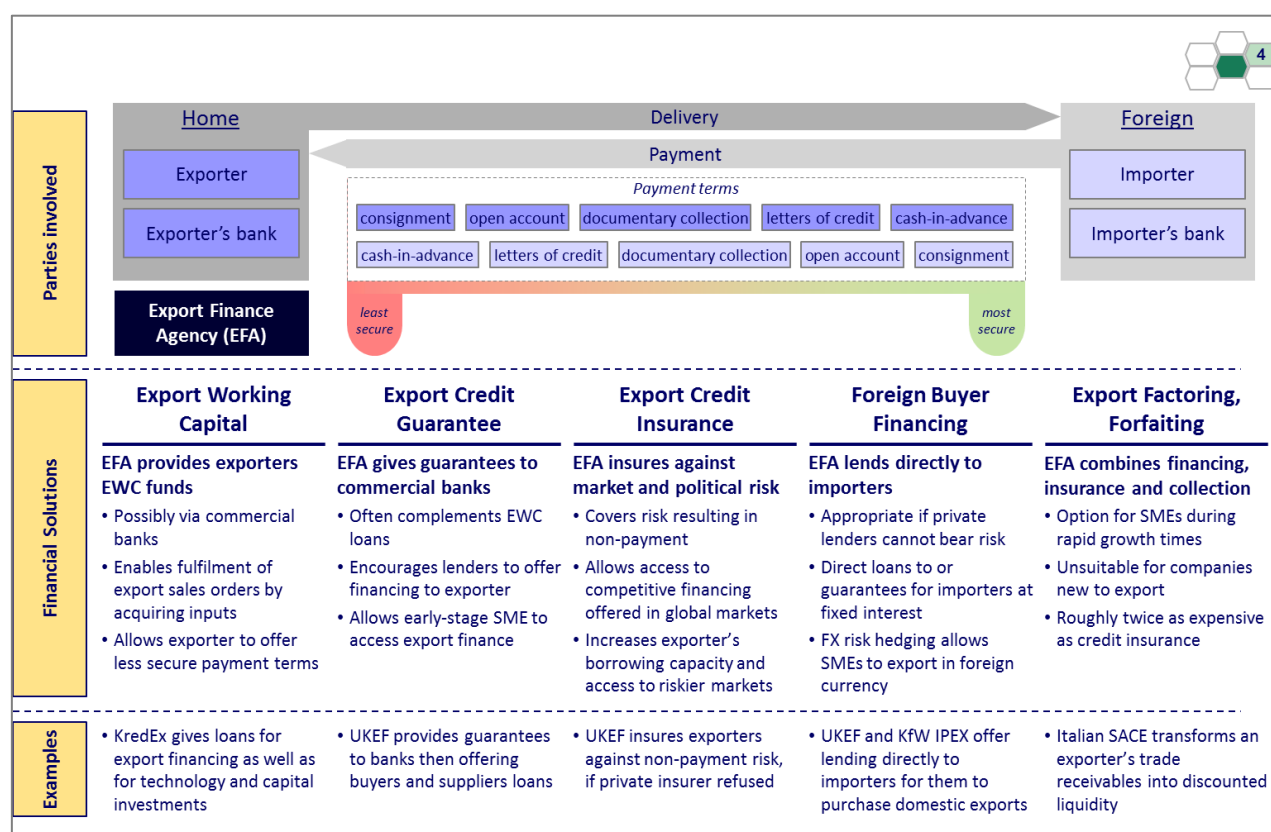 4
Parties involved
Home
Delivery
Foreign
Payment
Exporter
Exporter’s bank
Importer
Importer’s bank
Payment terms
consignment open account documentary collection letters of credit cash-in-advance
cash-in-advance letters of credit documentary collection open account consignment
least
secure
most
secure
Export Finance
Agency (EFA)
Financial Solutions
Export Working
Capital
EFA provides exporters
EWC funds
• Possibly via commercial
banks
• Enables fulfilment of
export sales orders by
acquiring inputs
• Allows exporter to offer
less secure payment terms
Export Credit
Guarantee
EFA gives guarantees to
commercial banks
• Often complements EWC
loans
• Encourages lenders to offer
financing to exporter
• Allows early-stage SME to
access export finance
Export Credit
Insurance
EFA insures against
market and political risk
• Covers risk resulting in
non-payment
• Allows access to
competitive financing
offered in global markets
• Increases exporter’s
borrowing capacity and
access to riskier markets
Foreign Buyer
Financing
EFA lends directly to
importers
• Appropriate if private
lenders cannot bear risk
• Direct loans to or
guarantees for importers at
fixed interest
• FX risk hedging allows
SMEs to export in foreign
currency
Export Factoring,
Forfaiting
EFA combines financing,
insurance and collection
• Option for SMEs during
rapid growth times
• Unsuitable for companies
new to export
• Roughly twice as expensive
as credit insurance
Examples
• KredEx gives loans for
export financing as well as
for technology and capital
investments
• UKEF provides guarantees
to banks then offering
buyers and suppliers loans
• UKEF insures exporters
against non-payment risk,
if private insurer refused
• UKEF and KfW IPEX offer
lending directly to
importers for them to
purchase domestic exports
• Italian SACE transforms an
exporter’s trade
receivables into discounted
liquidity